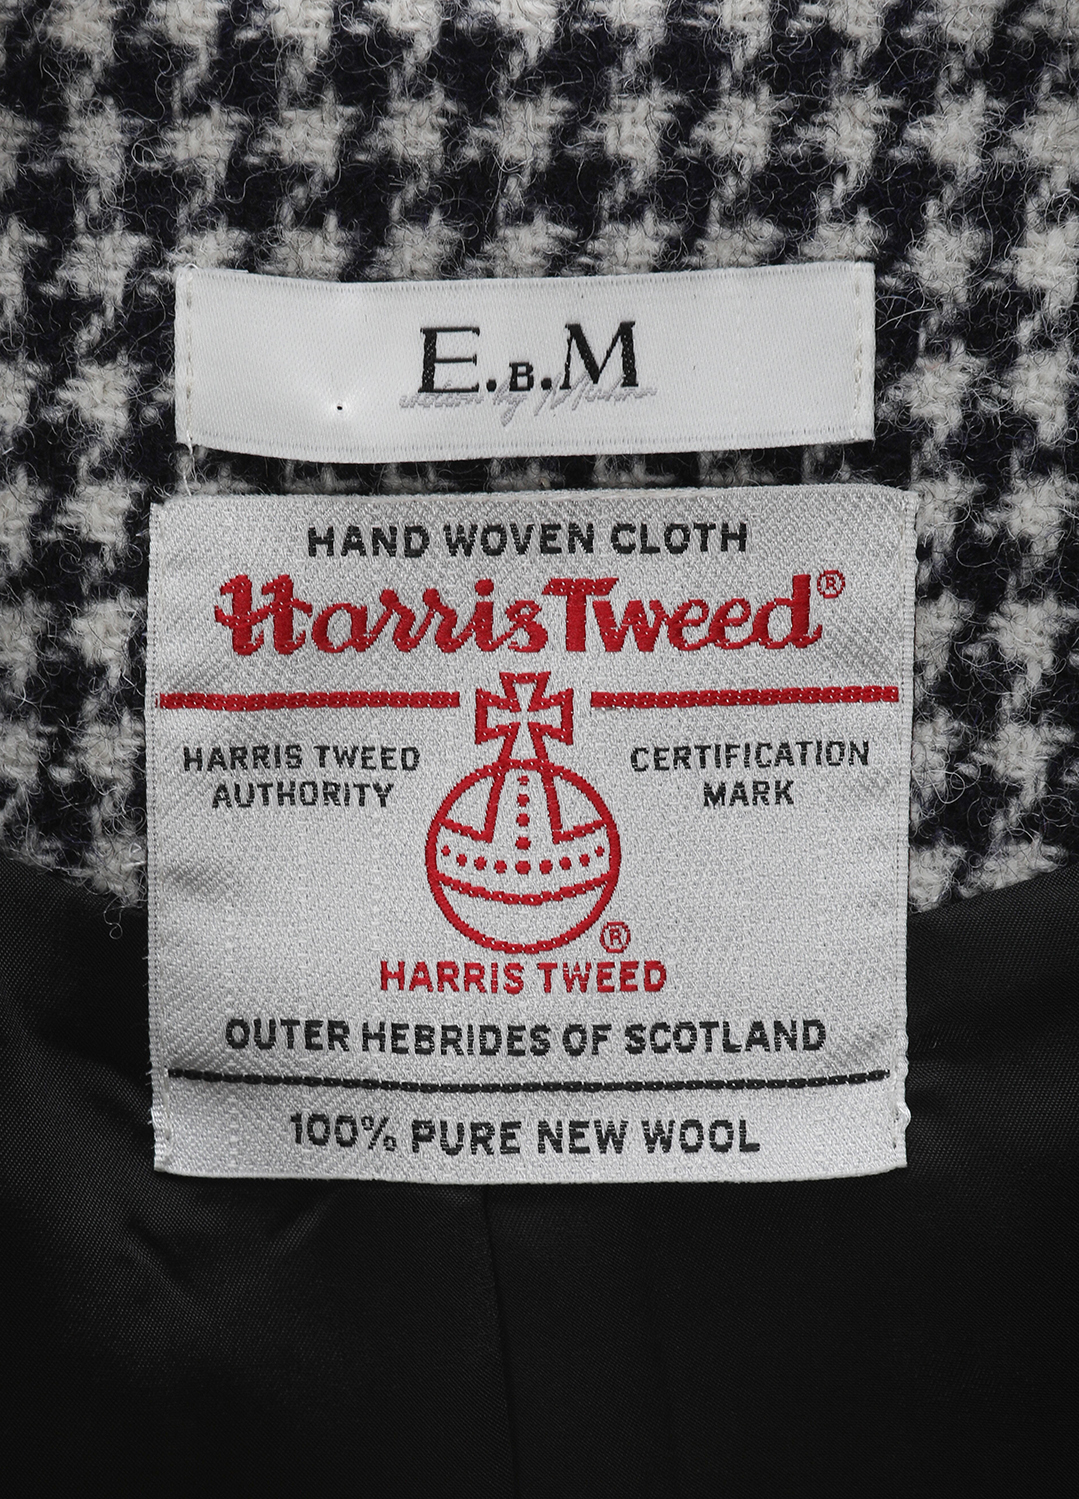 E.B.M
HAND WOVEN CLOTH
Harris Tweed®
HARRIS TWEED
AUTHORITY
CERTIFICATION
MARK
®
HARRIS TWEED
OUTER HEBRIDES OF SCOTLAND
100% PURE NEW WOOL